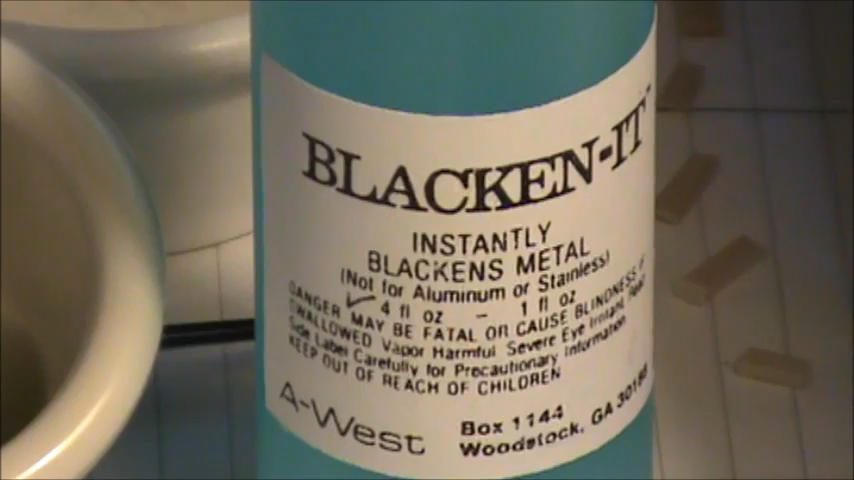 BLACKEN-IT
INSTANTLY
BLACKENS METAL
(Not for Aluminum or Stainless)
✓ 4 fl oz - 1 fl oz
DANGER MAY BE FATAL OR CAUSE BLINDNESS IF
SWALLOWED Vapor Harmful Severe Eye Irritant Read
Side Label Carefully for Precautionary Information
KEEP OUT OF REACH OF CHILDREN
A-West
Box 1144
Woodstock, GA 30188